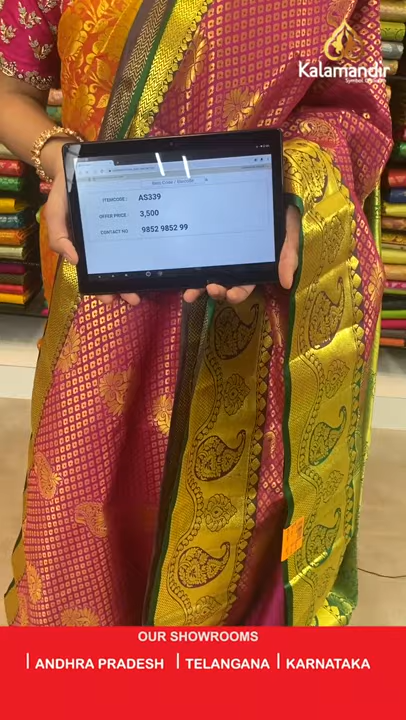 Kalamandir
ITEMCODE : AS339
OFFER PRICE : 3,500
CONTACT NO 9852 9852 99
OUR SHOWROOMS
| ANDHRA PRADESH | TELANGANA | KARNATAKA